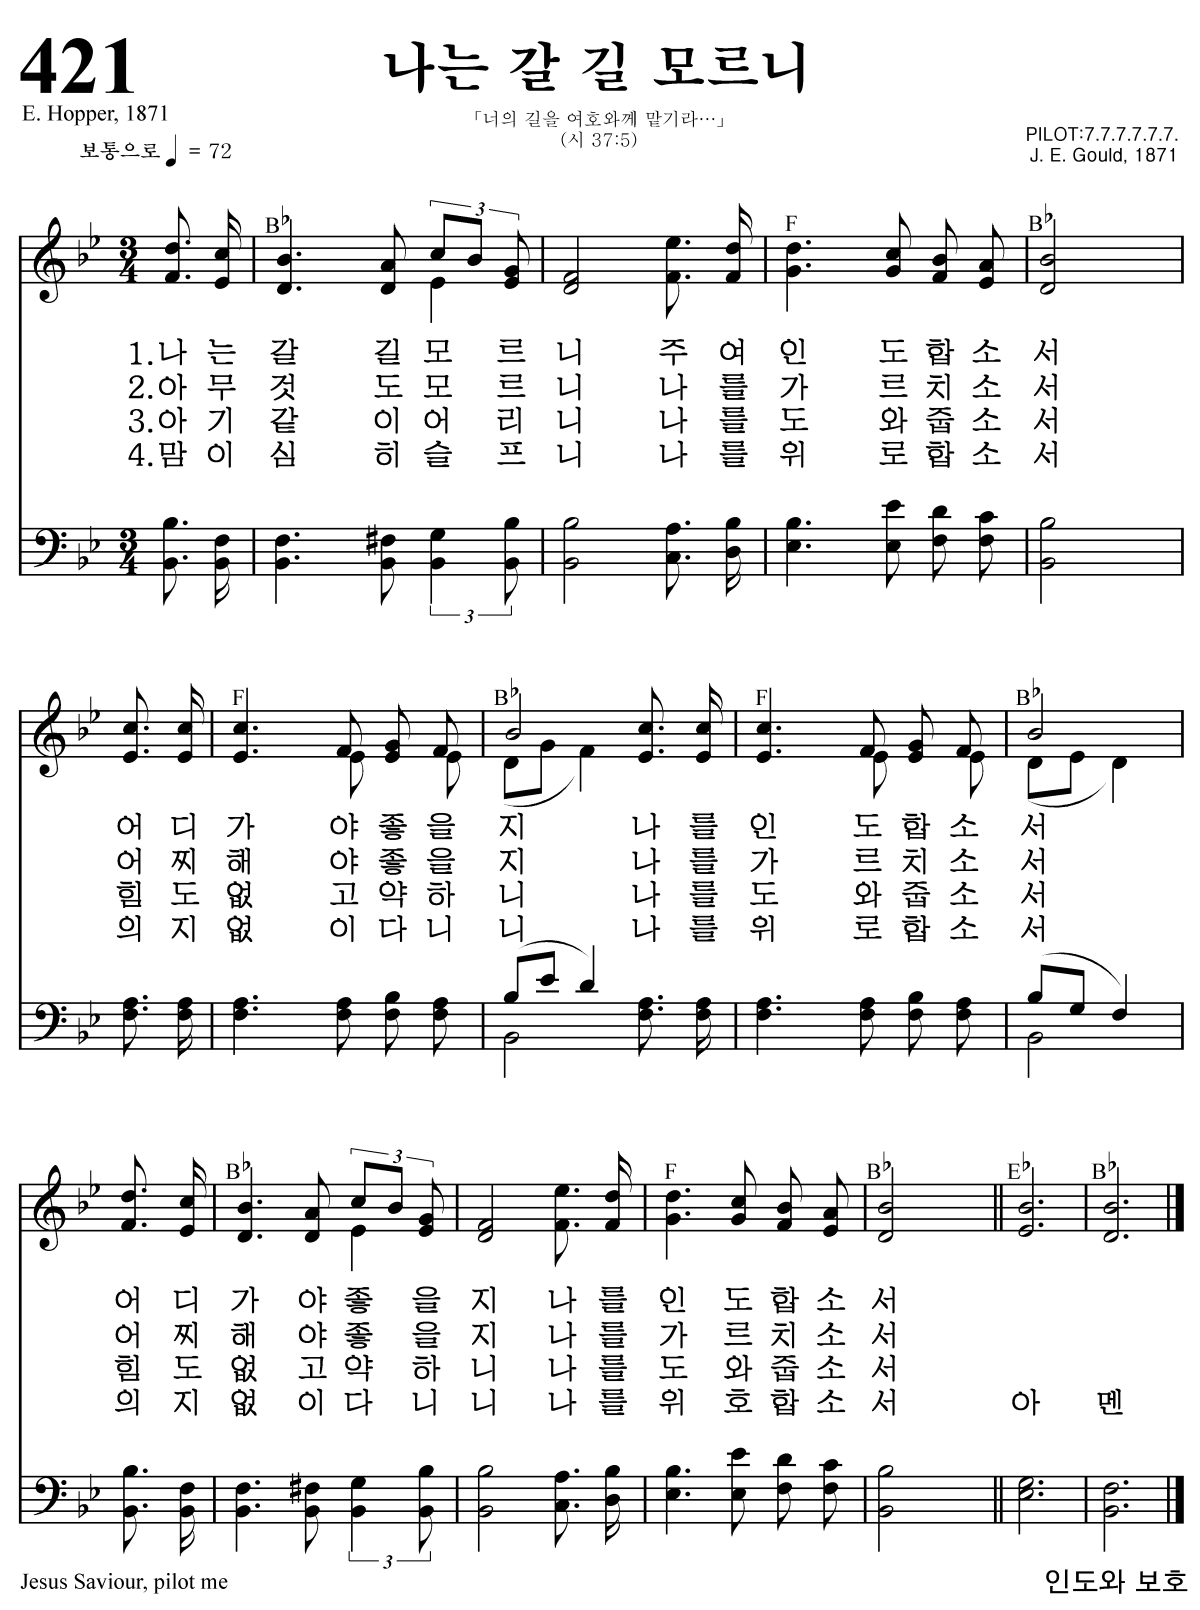 421
나는 갈 길 모르니
E. Hopper, 1871
「너의 길을 여호와께 맡기라…」
(시 37:5)
보통으로 ♩ = 72
PILOT:7.7.7.7.7.7.
J. E. Gould, 1871
3
B♭ F B♭
1.나 는 갈 길 모 르 니 주 여 인 도 합 소 서
2.아 무 것 도 모 르 니 나 를 가 르 치 소 서
3.아 기 같 이 어 리 니 나 를 도 와 줍 소 서
4.맘 이 심 히 슬 프 니 나 를 위 로 합 소 서
3
F B♭ F B♭
어 디 가 야 좋 을 지 나 를 인 도 합 소 서
어 찌 해 야 좋 을 지 나 를 가 르 치 소 서
힘 도 없 고 약 하 니 나 를 도 와 줍 소 서
의 지 없 이 다 니 니 나 를 위 로 합 소 서
3
B♭ F B♭ E♭ B♭
어 디 가 야 좋 을 지 나 를 인 도 합 소 서
어 찌 해 야 좋 을 지 나 를 가 르 치 소 서
힘 도 없 고 약 하 니 나 를 도 와 줍 소 서
의 지 없 이 다 니 니 나 를 위 호 합 소 서 아 멘
3
Jesus Saviour, pilot me
인도와 보호